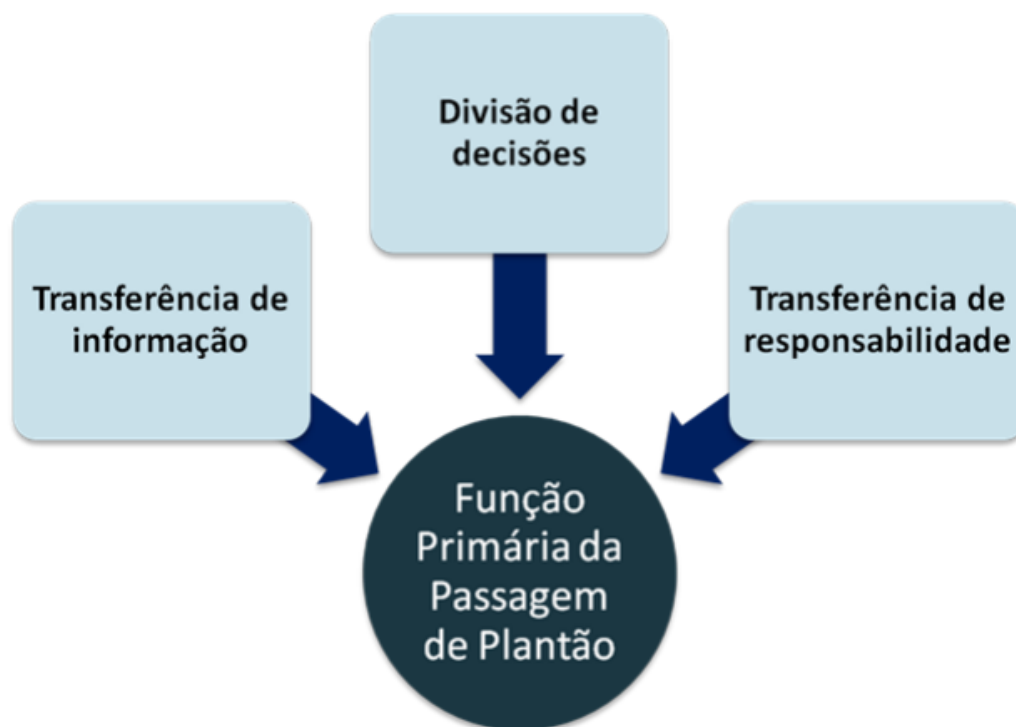 Divisão de
decisões
Transferência de
informação
Transferência de
responsabilidade
Função
Primária da
Passagem
de Plantão